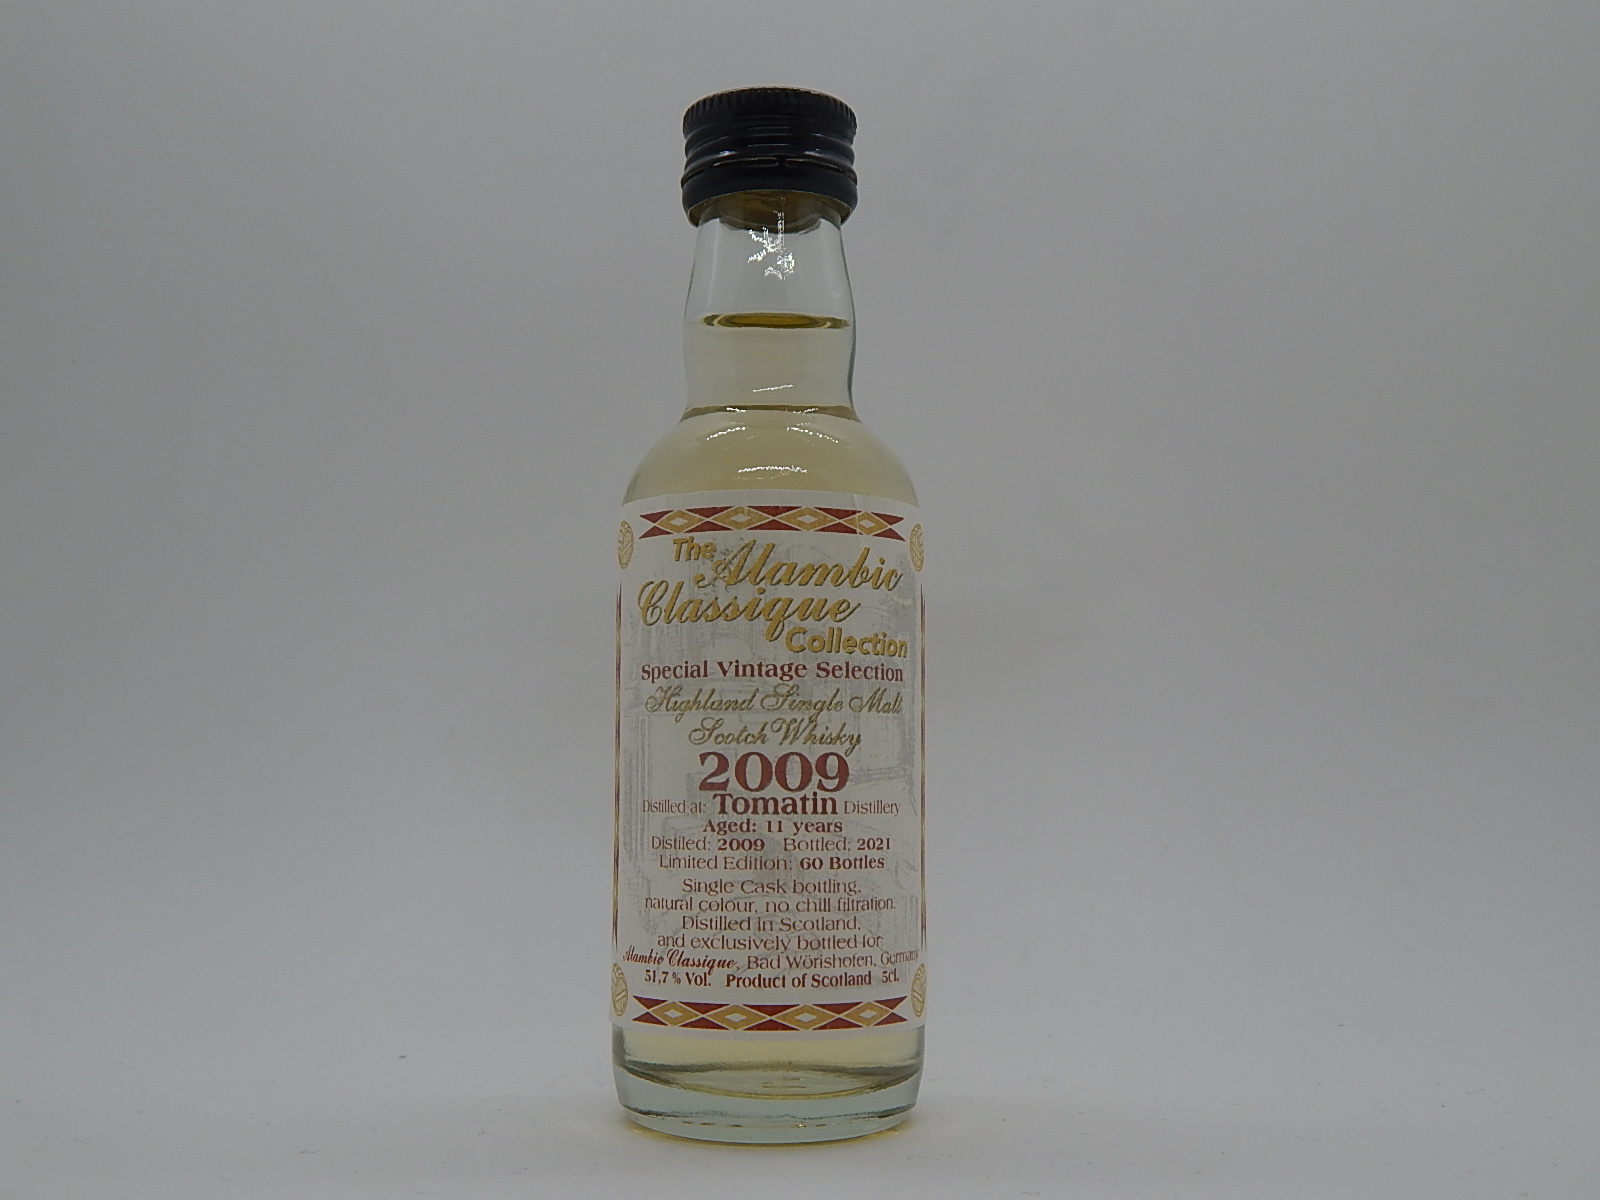 The Alambic
Classique
Collection
Special Vintage Selection
Highland Single Malt
Scotch Whisky
2009
Distilled at: Tomatin Distillery
Aged: 11 years
Distiled: 2009 Bottled: 2021
Limited Edition: 60 Bottles
Single Cask bottling,
natural colour, no chill filtration.
Distilled in Scotland,
and exclusively bottled for:
Alambic Classique, Bad Wörishofen, Germany
51,7 % Vol. Product of Scotland 5cl.